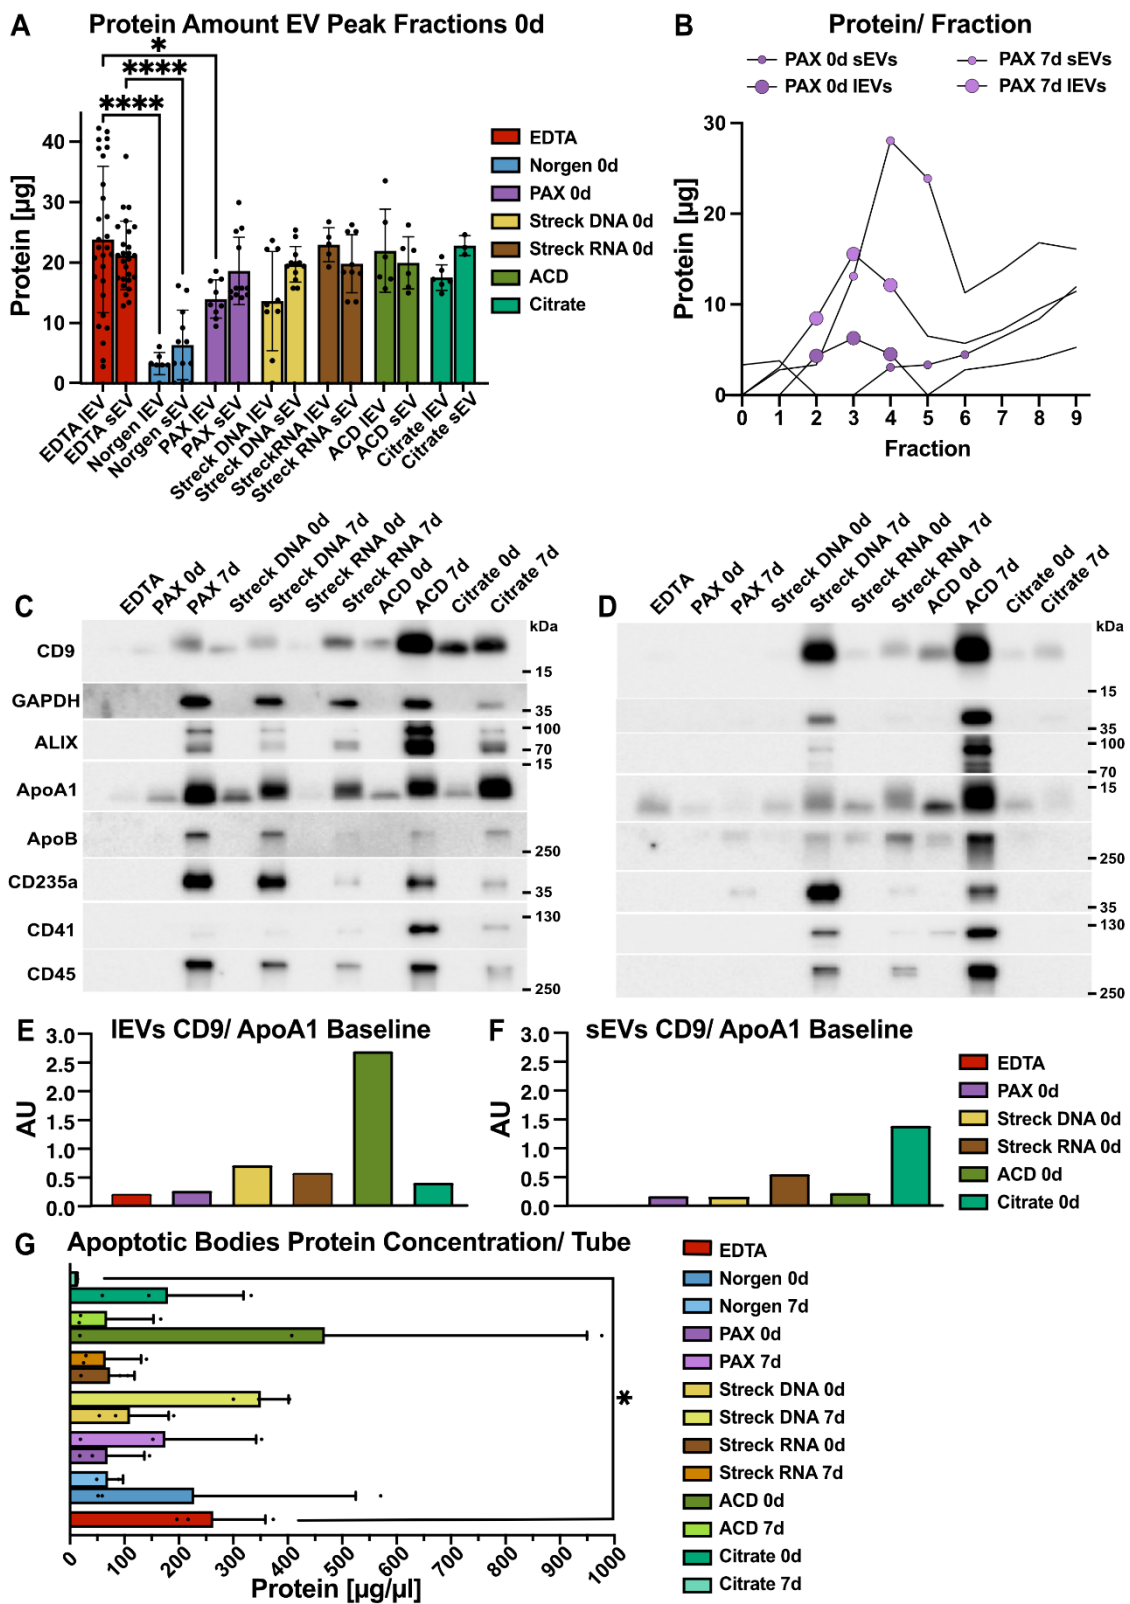 A Protein Amount EV Peak Fractions 0d
*
****
****
Protein [µg]
40
30
20
10
0
EDTA lEV
EDTA sEV
Norgen lEV
Norgen sEV
PAX lEV
PAX sEV
Streck DNA lEV
Streck DNA sEV
StreckRNA lEV
Streck RNA sEV
ACD lEV
ACD sEV
Citrate lEV
Citrate sEV
EDTA
Norgen 0d
PAX 0d
Streck DNA 0d
Streck RNA 0d
ACD
Citrate
B Protein/ Fraction
PAX 0d sEVs
PAX 7d sEVs
PAX 0d lEVs
PAX 7d lEVs
Protein [µg]
30
20
10
0
0 1 2 3 4 5 6 7 8 9
Fraction
C
EDTA
PAX 0d
PAX 7d
Streck DNA 0d
Streck DNA 7d
Streck RNA 0d
Streck RNA 7d
ACD 0d
ACD 7d
Citrate 0d
Citrate 7d
kDa
CD9
15
GAPDH
35
ALIX
100
70
15
ApoA1
ApoB
250
CD235a
35
CD41
130
CD45
250
D
EDTA
PAX 0d
PAX 7d
Streck DNA 0d
Streck DNA 7d
Streck RNA 0d
Streck RNA 7d
ACD 0d
ACD 7d
Citrate 0d
Citrate 7d
kDa
15
35
100
70
15
250
35
130
250
E lEVs CD9/ ApoA1 Baseline
AU
3.0
2.5
2.0
1.5
1.0
0.5
0.0
F sEVs CD9/ ApoA1 Baseline
AU
3.0
2.5
2.0
1.5
1.0
0.5
0.0
EDTA
PAX 0d
Streck DNA 0d
Streck RNA 0d
ACD 0d
Citrate 0d
G Apoptotic Bodies Protein Concentration/ Tube
*
0 100 200 300 400 500 600 700 800 900 1000
Protein [µg/µl]
EDTA
Norgen 0d
Norgen 7d
PAX 0d
PAX 7d
Streck DNA 0d
Streck DNA 7d
Streck RNA 0d
Streck RNA 7d
ACD 0d
ACD 7d
Citrate 0d
Citrate 7d